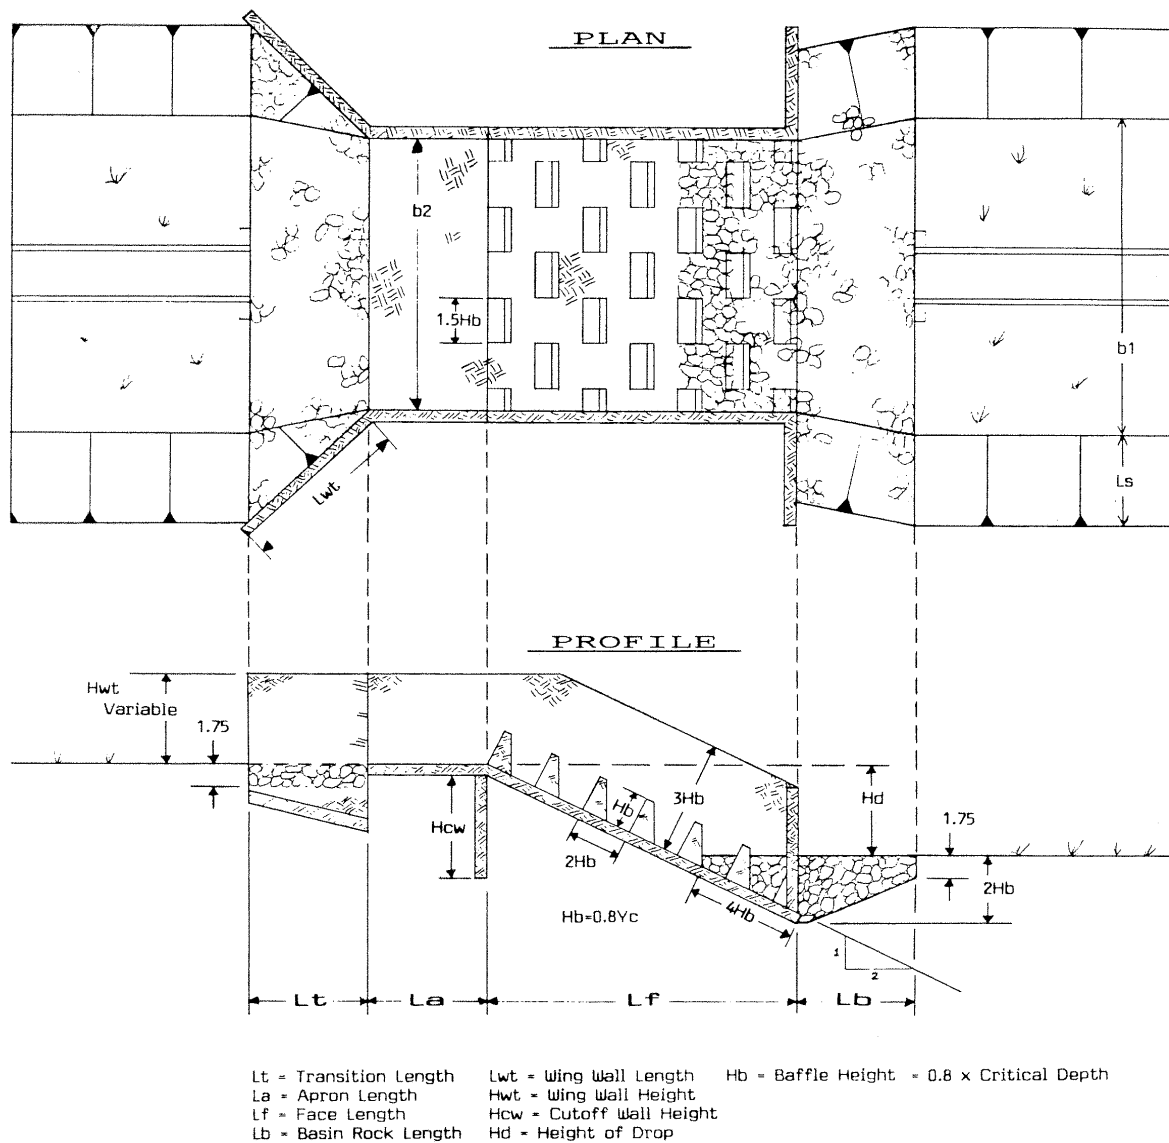 PLAN
b2
1.5Hb
b1
Ls
Lwt
PROFILE
Hwt
Variable
1.75
Hcw
Hb
3Hb
2Hb
Hd
1.75
2Hb
4Hb
Hb=0.8Yc
1
2
Lt
La
Lf
Lb
Lt = Transition Length
La = Apron Length
Lf = Face Length
Lb = Basin Rock Length
Lwt = Wing Wall Length
Hwt = Wing Wall Height
Hcw = Cutoff Wall Height
Hd = Height of Drop
Hb = Baffle Height = 0.8 x Critical Depth